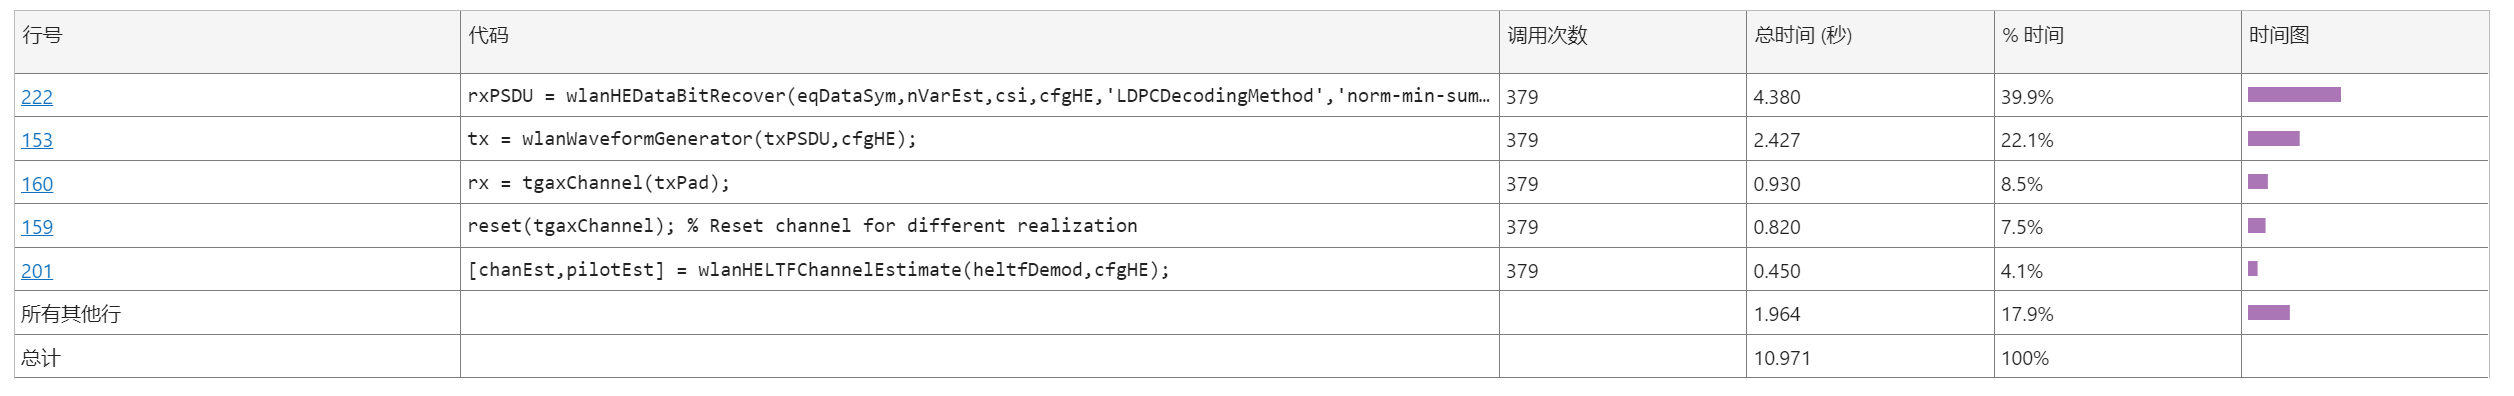 行号 代码 调用次数 总时间 (秒) % 时间 时间图
222 rxPSDU = wlanHEDataBitRecover(eqDataSym,nVarEst,csi,cfgHE,'LDPCDecodingMethod','norm-min-sum… 379 4.380 39.9%
153 tx = wlanWaveformGenerator(txPSDU,cfgHE); 379 2.427 22.1%
160 rx = tgaxChannel(txPad); 379 0.930 8.5%
159 reset(tgaxChannel); % Reset channel for different realization 379 0.820 7.5%
201 [chanEst,pilotEst] = wlanHELTFChannelEstimate(heltfDemod,cfgHE); 379 0.450 4.1%
所有其他行 1.964 17.9%
总计 10.971 100%